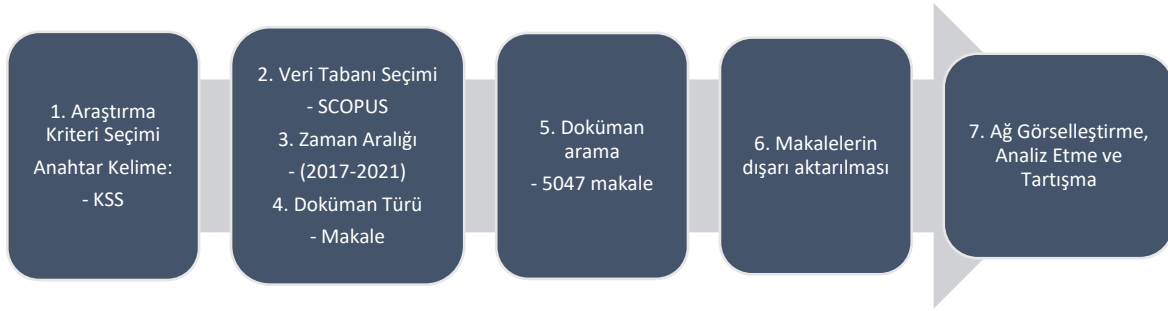 1. Araştırma
Kriteri Seçimi
Anahtar Kelime:
- KSS
2. Veri Tabanı Seçimi
- SCOPUS
3. Zaman Aralığı
- (2017-2021)
4. Doküman Türü
- Makale
5. Doküman
arama
- 5047 makale
6. Makalelerin
dışarı aktarılması
7. Ağ Görselleştirme,
Analiz Etme ve
Tartışma